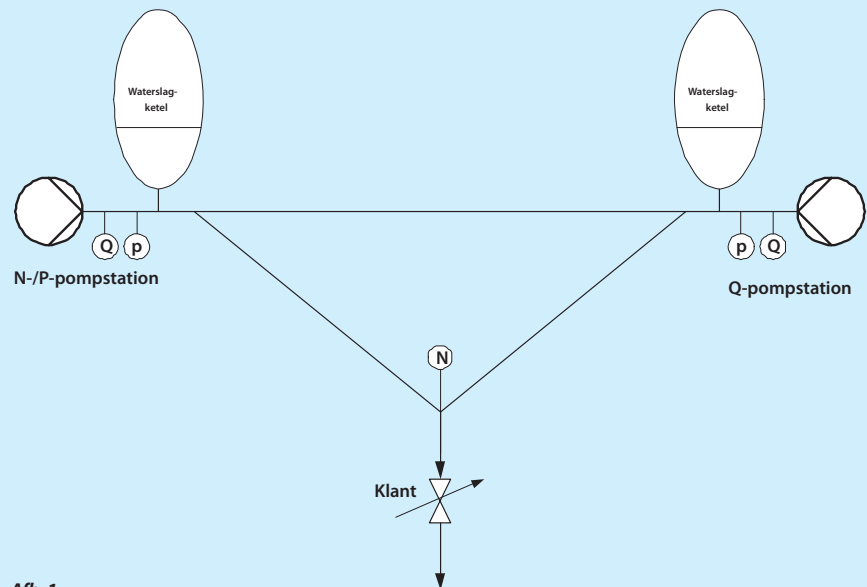 Waterslag-
ketel
Waterslag-
ketel
Q
p
p
Q
N-/P-pompstation
Q-pompstation
N
Klant
Afb. 1